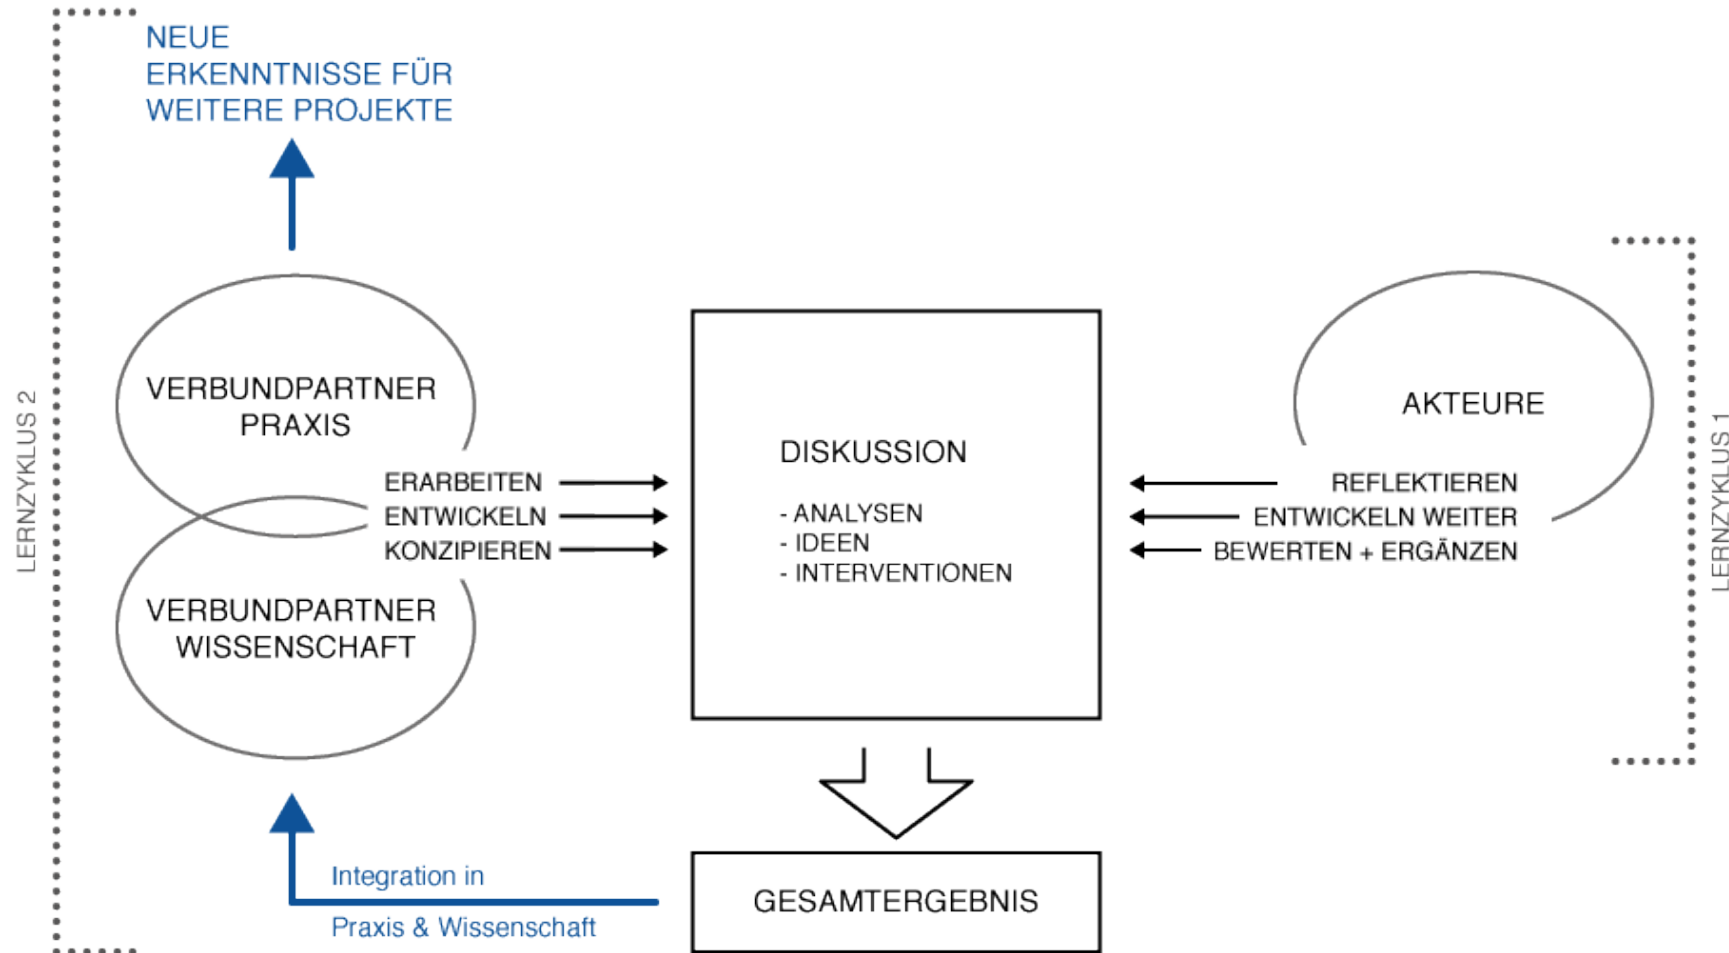 NEUE
ERKENNTNISSE FÜR
WEITERE PROJEKTE
LERNZYKLUS 2
VERBUNDPARTNER
PRAXIS
ERARBEITEN
ENTWICKELN
KONZIPIEREN
VERBUNDPARTNER
WISSENSCHAFT
DISKUSSION
- ANALYSEN
- IDEEN
- INTERVENTIONEN
AKTEURE
REFLEKTIEREN
ENTWICKELN WEITER
BEWERTEN + ERGÄNZEN
LERNZYKLUS 1
Integration in
Praxis & Wissenschaft
GESAMTERGEBNIS